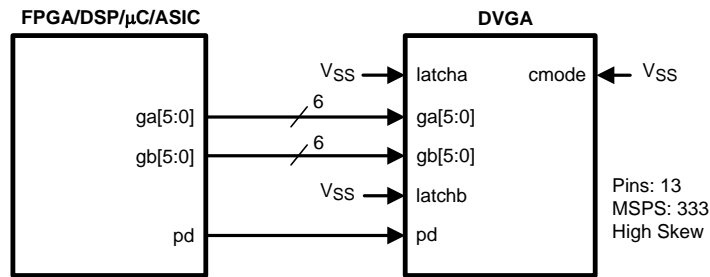 FPGA/DSP/μC/ASIC
DVGA
VSS
latcha
cmode
VSS
ga[5:0]
6
ga[5:0]
gb[5:0]
6
gb[5:0]
VSS
latchb
pd
pd
Pins: 13
MSPS: 333
High Skew